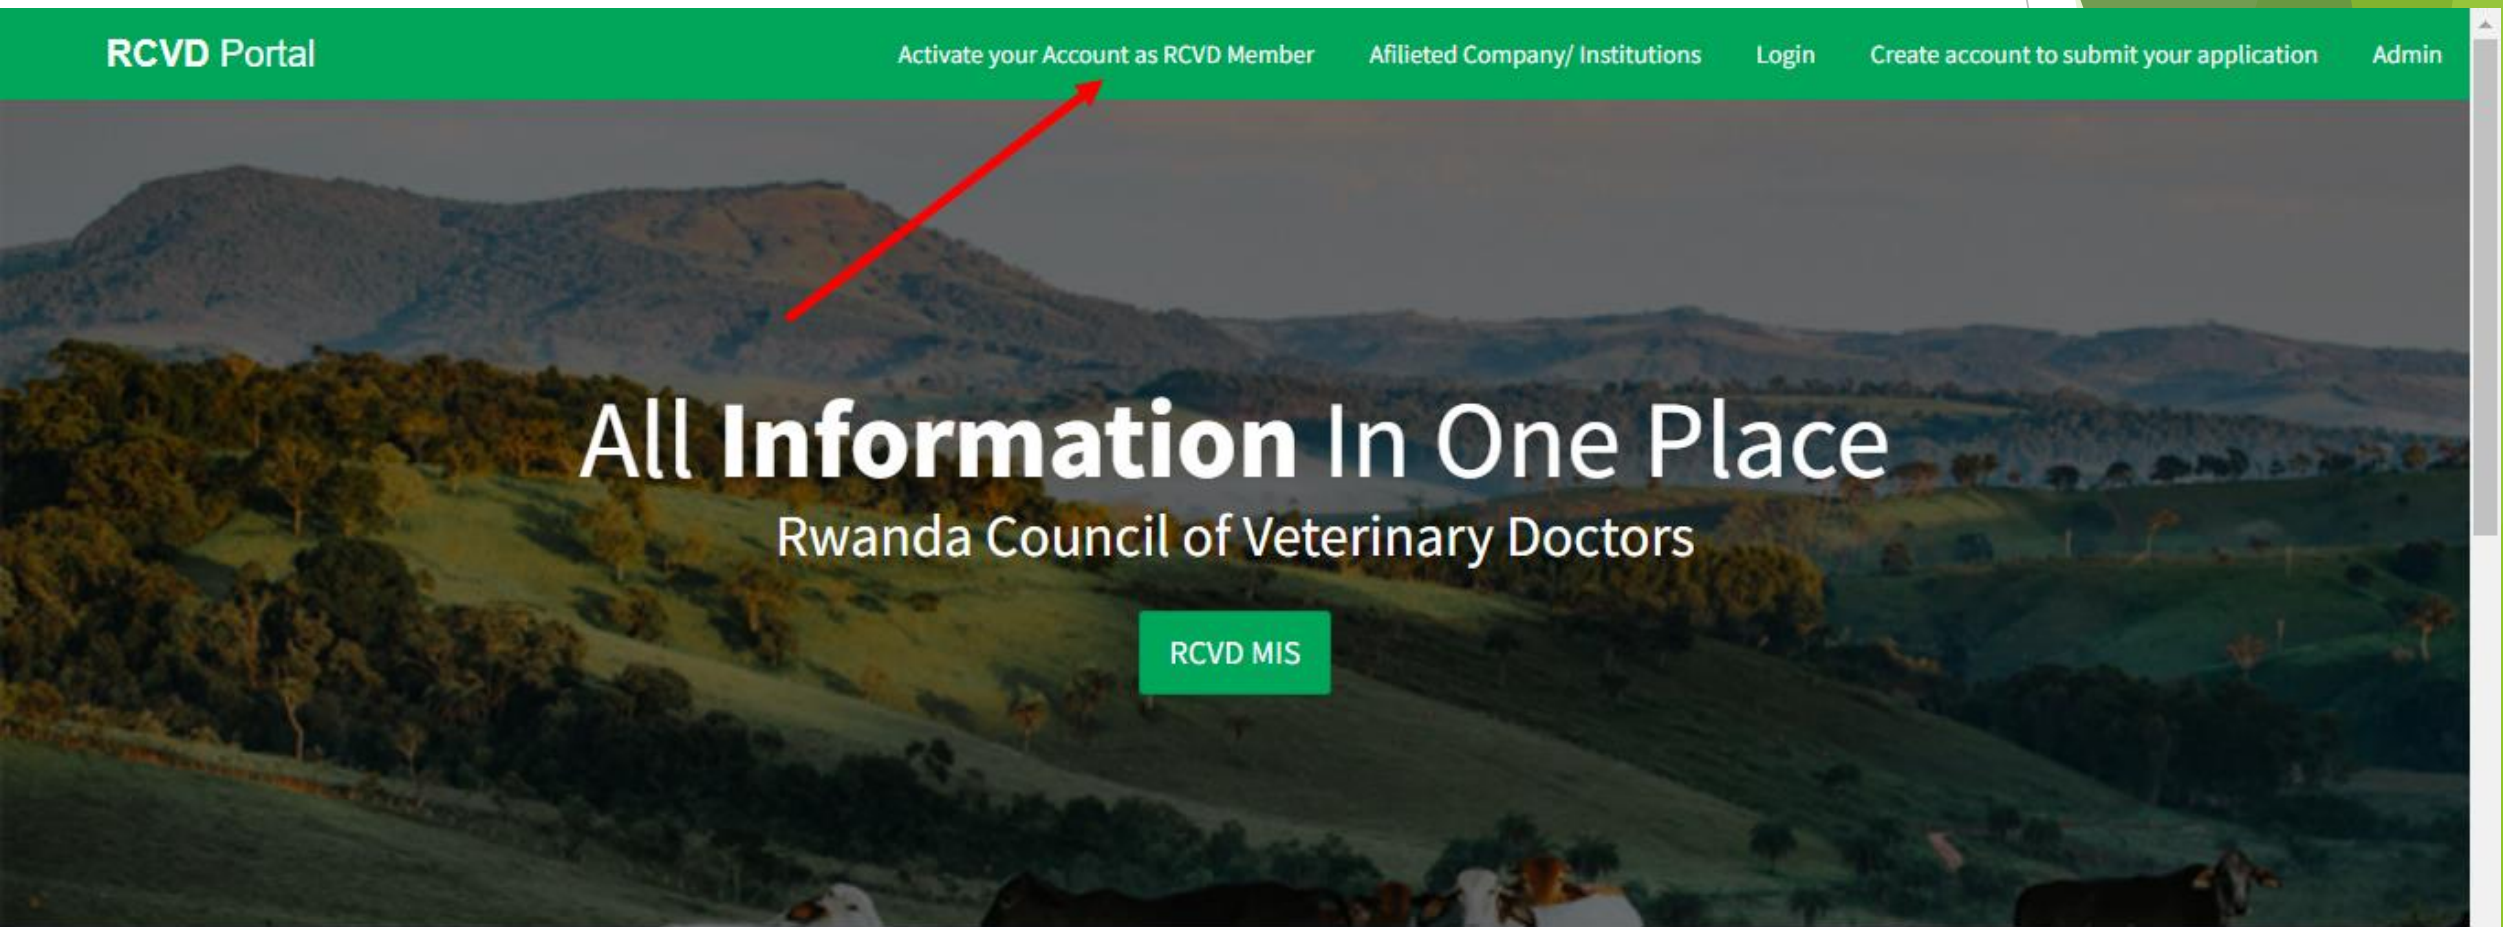 RCVD Portal
Activate your Account as RCVD Member
Afilieted Company/ Institutions
Login
Create account to submit your application
Admin
All Information In One Place
Rwanda Council of Veterinary Doctors
RCVD MIS